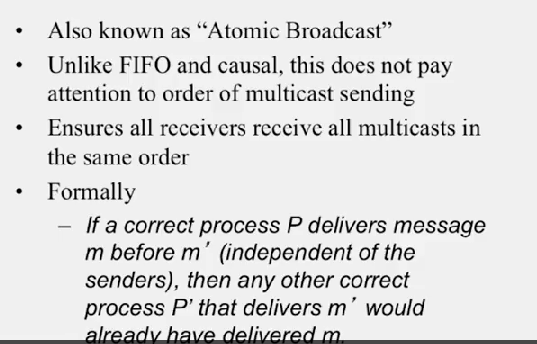 • Also known as “Atomic Broadcast”
• Unlike FIFO and causal, this does not pay
attention to order of multicast sending
• Ensures all receivers receive all multicasts in
the same order
• Formally
– If a correct process P delivers message
m before m′ (independent of the
senders), then any other correct
process P’ that delivers m′ would
already have delivered m.